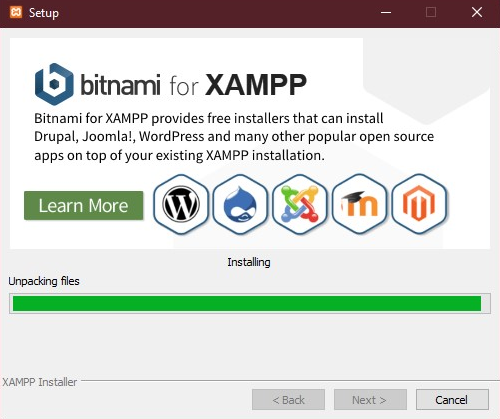 Setup
bitnami for XAMPP
Bitnami for XAMPP provides free installers that can install
Drupal, Joomla!, WordPress and many other popular open source
apps on top of your existing XAMPP installation.
Learn More
Installing
Unpacking files
XAMPP Installer
< Back
Next >
Cancel